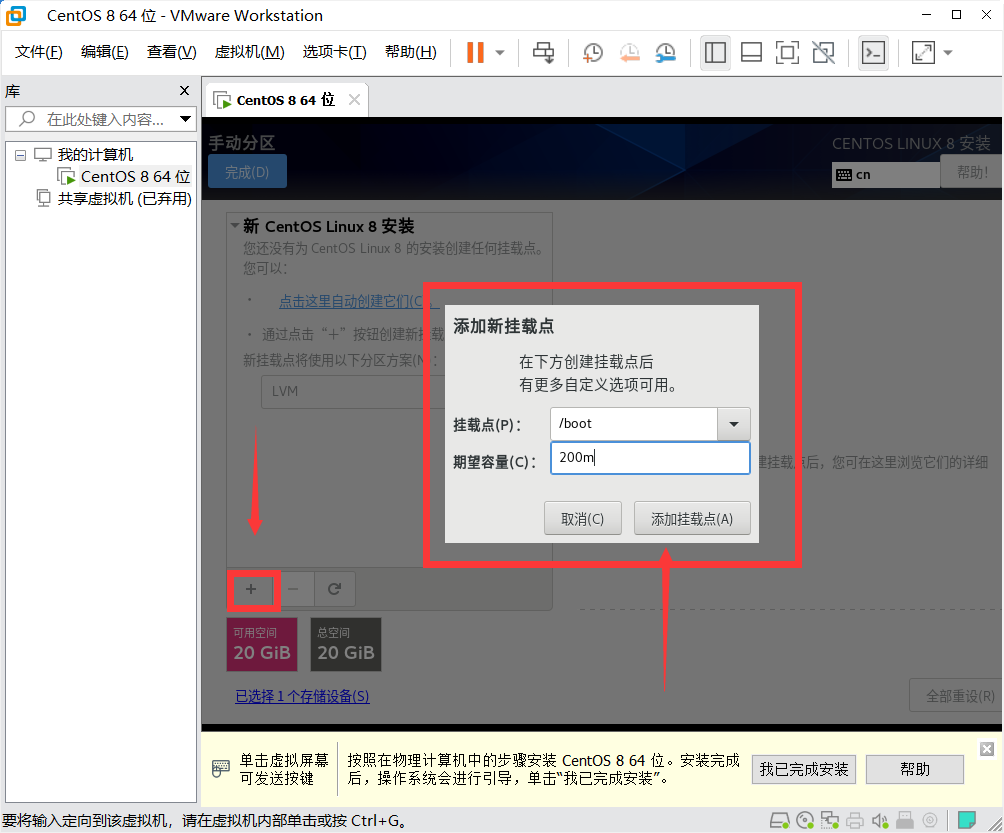 CentOS 8 64 位 - VMware Workstation
文件(F) 编辑(E) 查看(V) 虚拟机(M) 选项卡(T) 帮助(H)
库
在此处键入内容...
我的计算机
CentOS 8 64 位
共享虚拟机 (已弃用)
CentOS 8 64 位
手动分区
完成(D)
CENTOS LINUX 8 安装
cn
帮助!
新 CentOS Linux 8 安装
您还没有为 CentOS Linux 8 的安装创建任何挂载点。
您可以:
点击这里自动创建它们(C
通过点击“+”按钮创建新挂载
新挂载点将使用以下分区方案(N):
LVM
添加新挂载点
在下方创建挂载点后
有更多自定义选项可用。
挂载点(P): /boot
期望容量(C): 200m
取消(C) 添加挂载点(A)
建挂载点后，您可在这里浏览它们的详细
+ −
可用空间
20 GiB
总空间
20 GiB
已选择 1 个存储设备(S)
全部重设(R)
单击虚拟屏幕
可发送按键
按照在物理计算机中的步骤安装 CentOS 8 64 位。安装完成
后，操作系统会进行引导，单击“我已完成安装”。
我已完成安装 帮助
要将输入定向到该虚拟机，请在虚拟机内部单击或按 Ctrl+G。